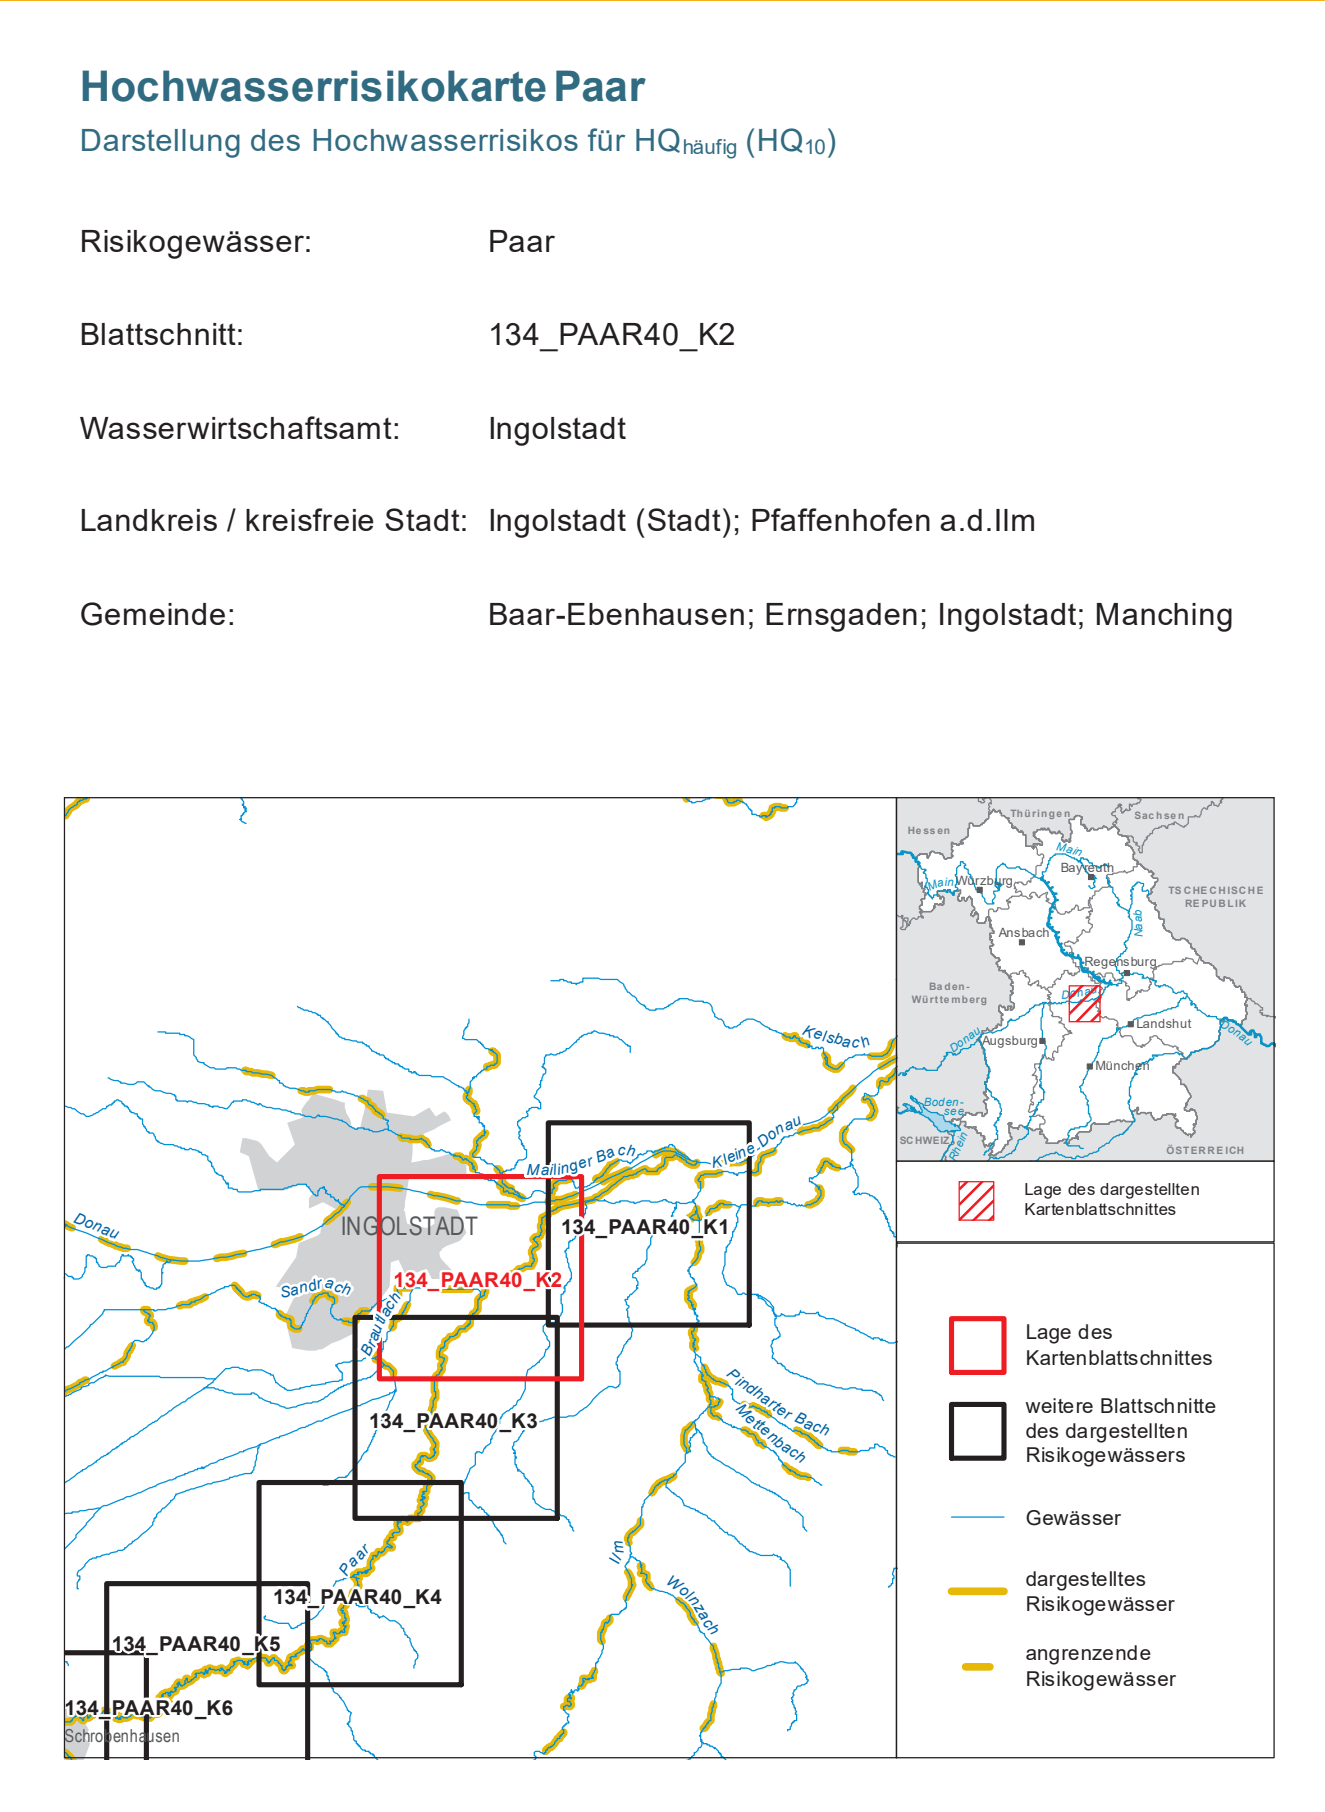 Hochwasserrisikokarte Paar
Darstellung des Hochwasserrisikos für HQhäufig (HQ10)
Risikogewässer: Paar
Blattschnitt: 134_PAAR40_K2
Wasserwirtschaftsamt: Ingolstadt
Landkreis / kreisfreie Stadt: Ingolstadt (Stadt); Pfaffenhofen a.d.Ilm
Gemeinde: Baar-Ebenhausen; Ernsgaden; Ingolstadt; Manching
Kelsbach
Kleine Donau
Mailinger Bach
Donau
INGOLSTADT
134_PAAR40_K1
134_PAAR40_K2
Sandrach
Brautlach
134_PAAR40_K3
Pindharter Bach
Mettenbach
Ilm
Paar
Wolnzach
134_PAAR40_K4
134_PAAR40_K5
134_PAAR40_K6
Schrobenhausen
Thüringen
Sachsen
Hessen
Main
Bayreuth
Main
Würzburg
TSCHECHISCHE
REPUBLIK
Naab
Ansbach
Regensburg
Baden-
Württemberg
Donau
Landshut
Donau
Donau
Augsburg
München
Boden-
see
SCHWEIZ
Rhein
ÖSTERREICH
Lage des dargestellten
Kartenblattschnittes
Lage des
Kartenblattschnittes
weitere Blattschnitte
des dargestellten
Risikogewässers
Gewässer
dargestelltes
Risikogewässer
angrenzende
Risikogewässer